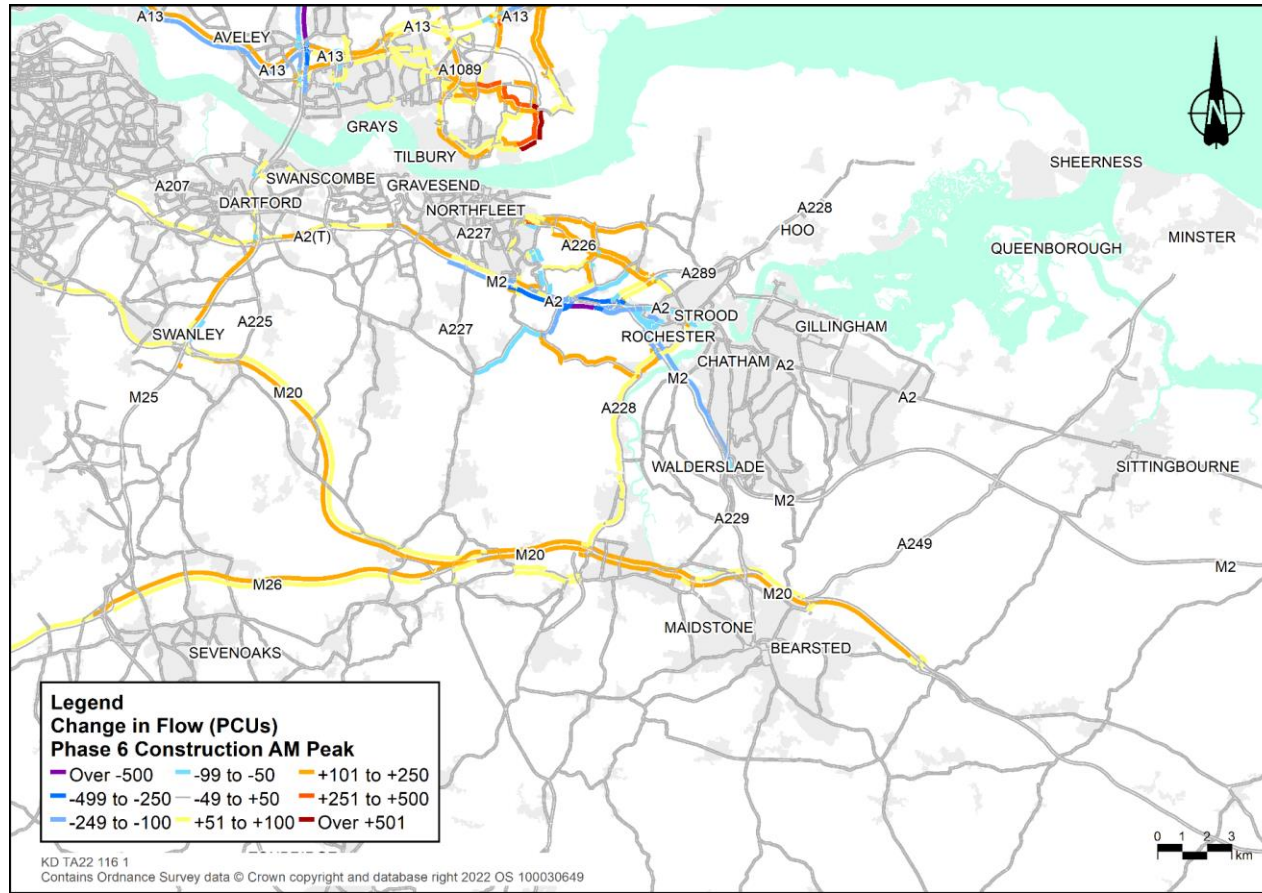 A13
A13
A13
AVELEY
A13
A13
A1089
N
GRAYS
TILBURY
SHEERNESS
SWANSCOMBE
A207
GRAVESEND
DARTFORD
NORTHFLEET
A228
HOO
A227
A2(T)
A226
QUEENBOROUGH
MINSTER
A289
M2
A2
A2
STROOD
A225
A227
GILLINGHAM
SWANLEY
ROCHESTER
CHATHAM
A2
M2
M25
M20
A2
A228
WALDERSLADE
SITTINGBOURNE
M2
A229
A249
M20
M2
M26
M20
MAIDSTONE
SEVENOAKS
BEARSTED
Legend
Change in Flow (PCUs)
Phase 6 Construction AM Peak
Over -500 -99 to -50 +101 to +250
-499 to -250 -49 to +50 +251 to +500
-249 to -100 +51 to +100 Over +501
0 1 2 3
km
KD TA22 116 1
Contains Ordnance Survey data © Crown copyright and database right 2022 OS 100030649